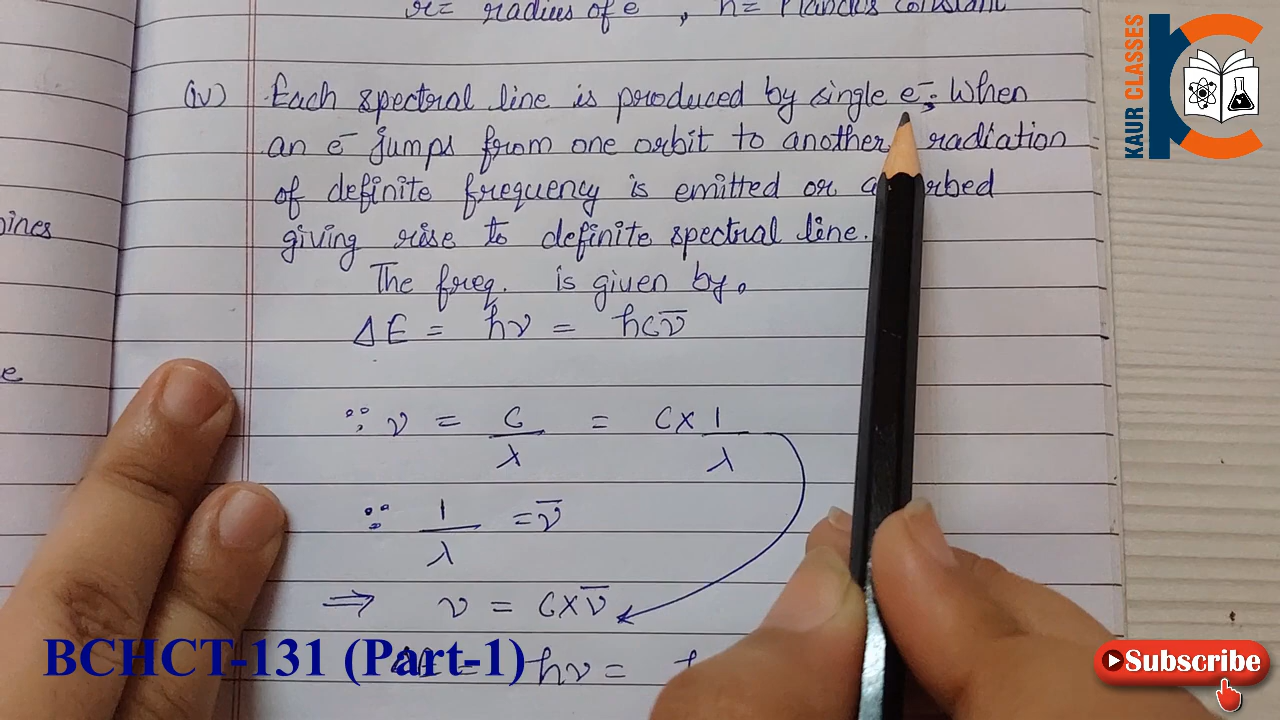 r = radius of e , h = Planck's constant
(iv) Each spectral line is produced by single e⁻. When
an e⁻ jumps from one orbit to another radiation
of definite frequency is emitted or
giving rise to definite spectral line.
The freq. is given by.
ΔE = hν = hcν̅
∵ ν = C/λ = C×1/λ
∵ 1/λ = ν̅
⇒ ν = C×ν̅
ΔE = hν =
e
KAUR CLASSES
BCHCT-131 (Part-1)
Subscribe